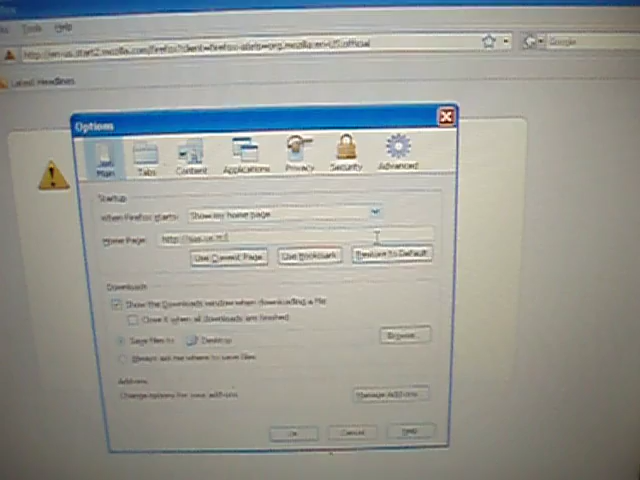 Tools Help
Google
Latest Headlines
Options
Main Tabs Content Applications Privacy Security Advanced
Startup
When Firefox starts: Show my home page
Home Page:
Use Current Page Use Bookmark Restore to Default
Downloads
Show the Downloads window when downloading a file
Close it when all downloads are finished
Save files to Desktop Browse...
Always ask me where to save files
Add-ons
Change options for your add-ons Manage Add-ons
OK Cancel Help